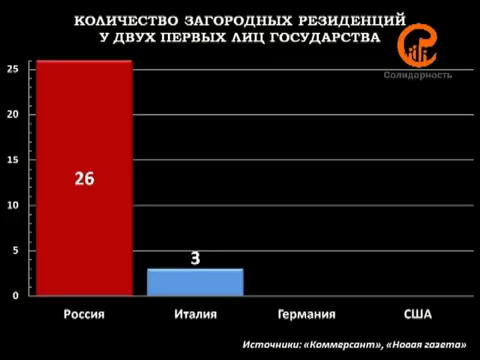 КОЛИЧЕСТВО ЗАГОРОДНЫХ РЕЗИДЕНЦИЙ
У ДВУХ ПЕРВЫХ ЛИЦ ГОСУДАРСТВА
Солидарность
25
20
15
10
5
0
26
3
Россия
Италия
Германия
США
Источники: «Коммерсант», «Новая газета»